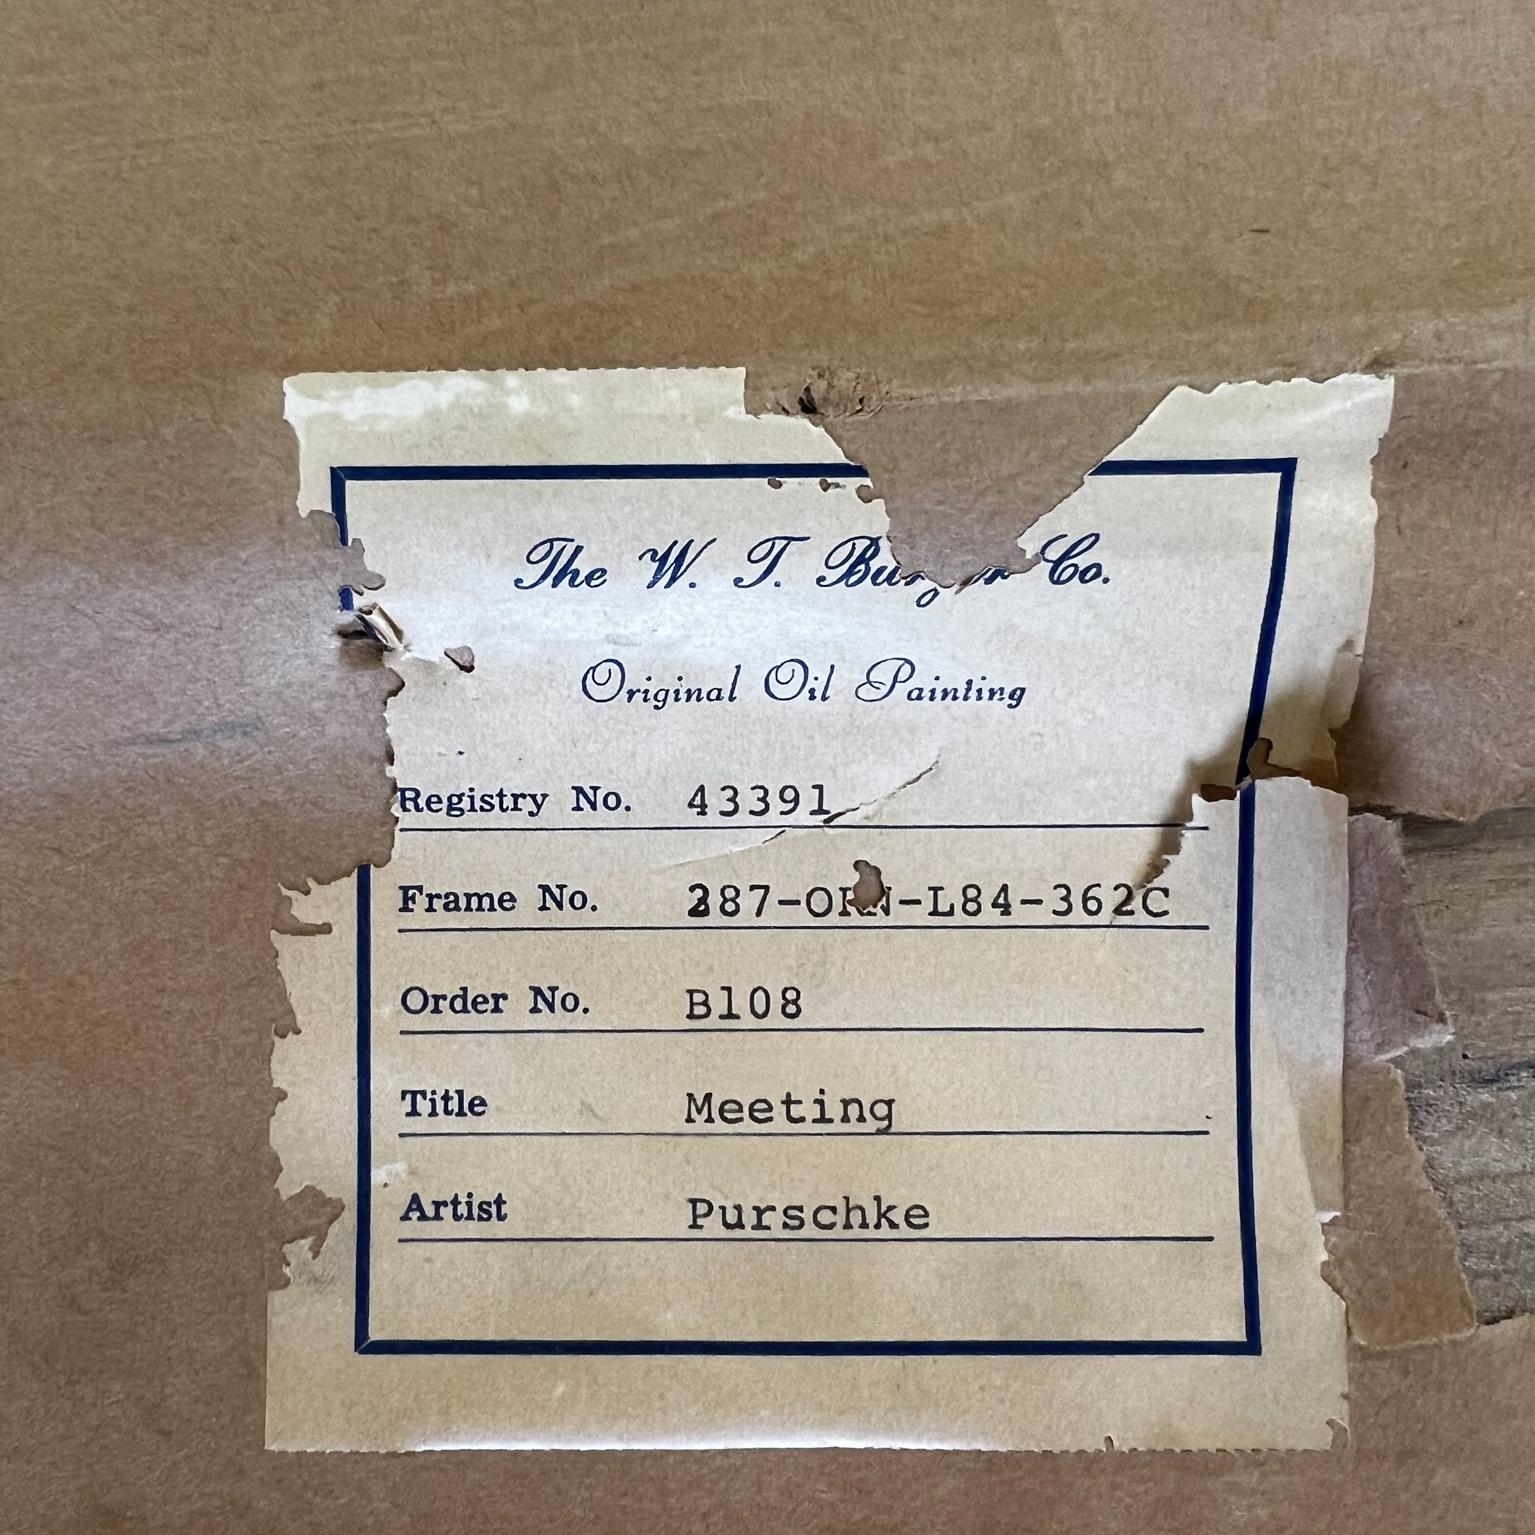 The W. T. Burger Co.
Original Oil Painting
Registry No. 43391
Frame No. 287-ORN-L84-362C
Order No. B108
Title Meeting
Artist Purschke